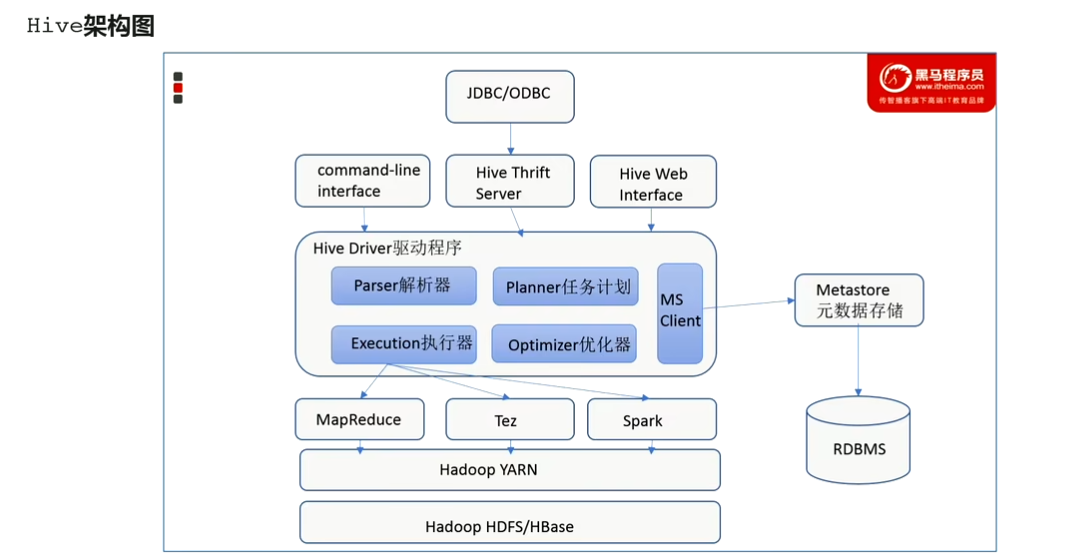 Hive架构图
黑马程序员
www.itheima.com
传智播客旗下高端IT教育品牌
JDBC/ODBC
command-line
interface
Hive Thrift
Server
Hive Web
Interface
Hive Driver驱动程序
Parser解析器
Planner任务计划
MS
Client
Execution执行器
Optimizer优化器
Metastore
元数据存储
MapReduce
Tez
Spark
RDBMS
Hadoop YARN
Hadoop HDFS/HBase